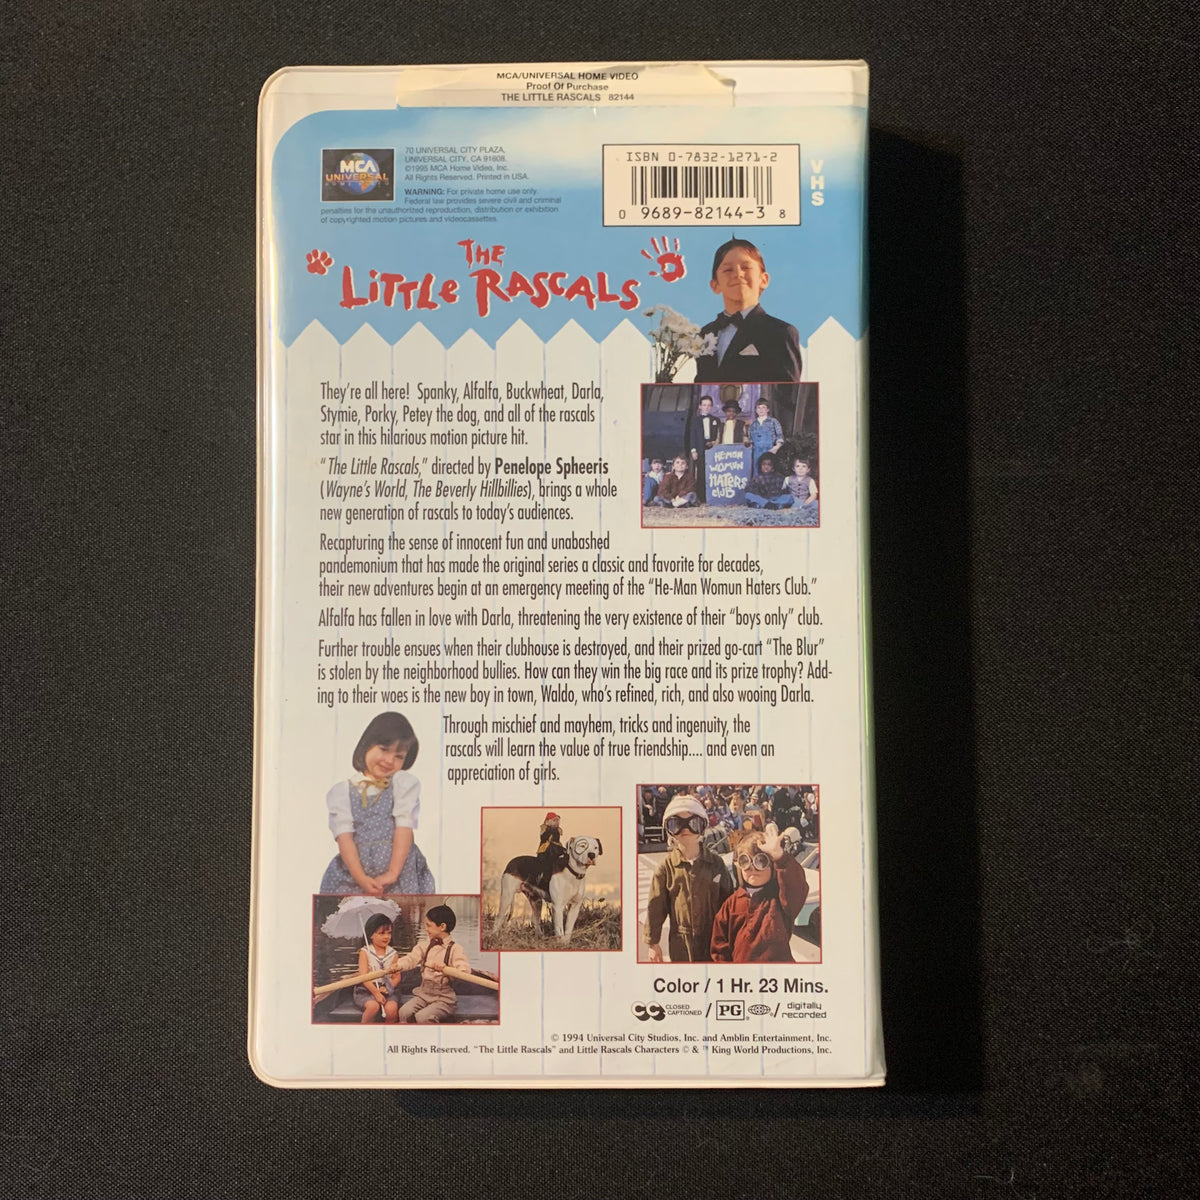 MCA/UNIVERSAL HOME VIDEO
Proof Of Purchase
THE LITTLE RASCALS 82144
MCA
UNIVERSAL
HOME VIDEO
70 UNIVERSAL CITY PLAZA,
UNIVERSAL CITY, CA 91608.
©1995 MCA Home Video, Inc.
All Rights Reserved. Printed in USA.
WARNING: For private home use only.
Federal law provides severe civil and criminal
penalties for the unauthorized reproduction, distribution or exhibition
of copyrighted motion pictures and videocassettes.
ISBN 0-7832-1271-2
0 9689-82144-3 8
VHS
THE
LiTTLe RASCALS
They're all here! Spanky, Alfalfa, Buckwheat, Darla,
Stymie, Porky, Petey the dog, and all of the rascals
star in this hilarious motion picture hit.
"The Little Rascals," directed by Penelope Spheeris
(Wayne's World, The Beverly Hillbillies), brings a whole
new generation of rascals to today's audiences.
HE-MAN
WOMUN
HATERS
CLUB
Recapturing the sense of innocent fun and unabashed
pandemonium that has made the original series a classic and favorite for decades,
their new adventures begin at an emergency meeting of the "He-Man Womun Haters Club."
Alfalfa has fallen in love with Darla, threatening the very existence of their "boys only" club.
Further trouble ensues when their clubhouse is destroyed, and their prized go-cart "The Blur"
is stolen by the neighborhood bullies. How can they win the big race and its prize trophy? Add-
ing to their woes is the new boy in town, Waldo, who's refined, rich, and also wooing Darla.
Through mischief and mayhem, tricks and ingenuity, the
rascals will learn the value of true friendship.... and even an
appreciation of girls.
Color / 1 Hr. 23 Mins.
CC CLOSED CAPTIONED / PG ® / digitally recorded
© 1994 Universal City Studios, Inc. and Amblin Entertainment, Inc.
All Rights Reserved. "The Little Rascals" and Little Rascals Characters © & ™ King World Productions, Inc.